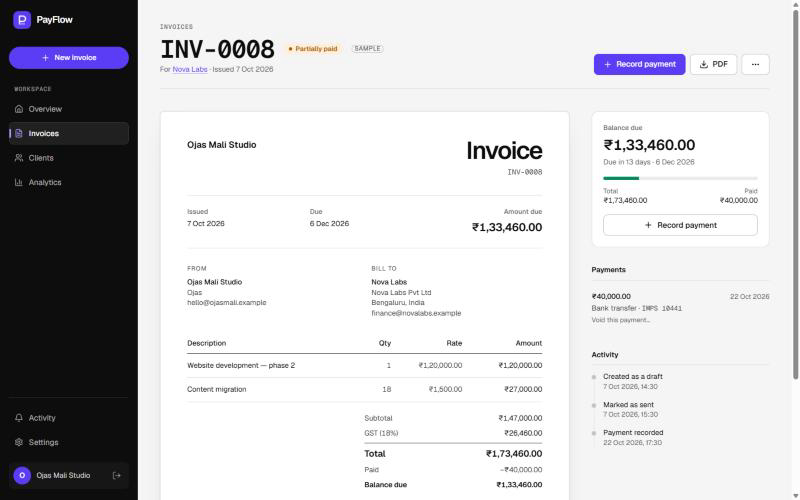 PayFlow
New invoice
WORKSPACE
Overview
Invoices
Clients
Analytics
Activity
Settings
O Ojas Mali Studio
INVOICES
INV-0008 Partially paid SAMPLE
For Nova Labs · Issued 7 Oct 2026
Record payment
PDF
Ojas Mali Studio
Invoice
INV-0008
Issued Due Amount due
7 Oct 2026 6 Dec 2026 ₹1,33,460.00
FROM BILL TO
Ojas Mali Studio Nova Labs
Ojas Nova Labs Pvt Ltd
hello@ojasmali.example Bengaluru, India
finance@novalabs.example
Description Qty Rate Amount
Website development — phase 2 1 ₹1,20,000.00 ₹1,20,000.00
Content migration 18 ₹1,500.00 ₹27,000.00
Subtotal ₹1,47,000.00
GST (18%) ₹26,460.00
Total ₹1,73,460.00
Paid −₹40,000.00
Balance due ₹1,33,460.00
Balance due
₹1,33,460.00
Due in 13 days · 6 Dec 2026
Total Paid
₹1,73,460.00 ₹40,000.00
Record payment
Payments
₹40,000.00 22 Oct 2026
Bank transfer · IMPS 10441
Void this payment…
Activity
Created as a draft
7 Oct 2026, 14:30
Marked as sent
7 Oct 2026, 15:30
Payment recorded
22 Oct 2026, 17:30